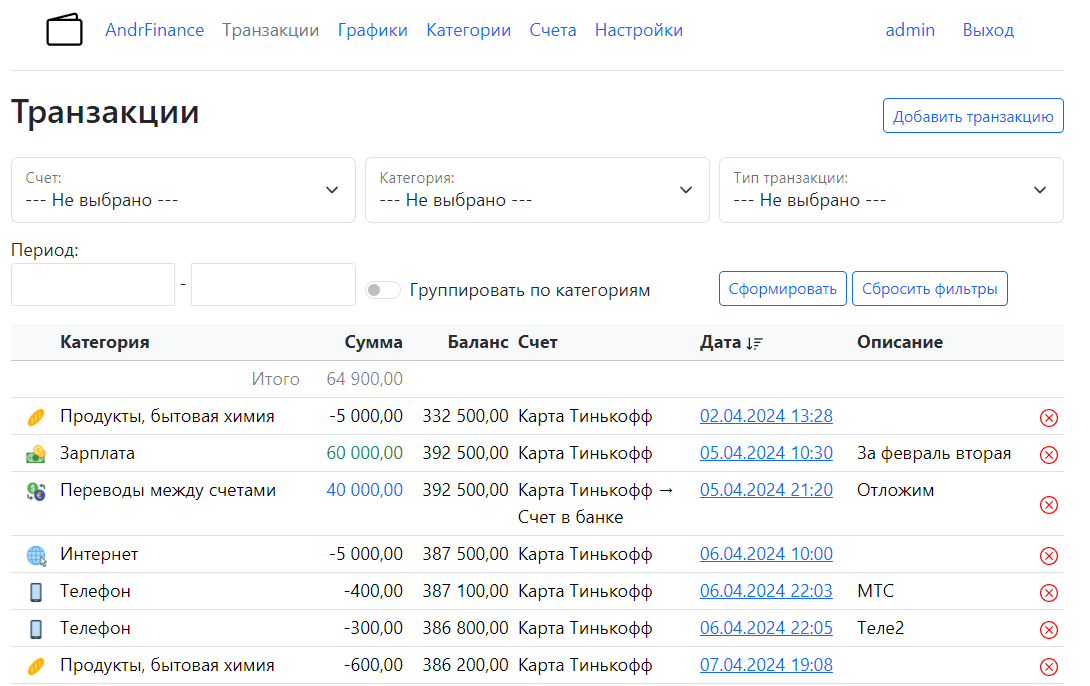 AndrFinance Транзакции Графики Категории Счета Настройки admin Выход
Транзакции
Добавить транзакцию
Счет: Категория: Тип транзакции:
--- Не выбрано --- --- Не выбрано --- --- Не выбрано ---
Период:
- Группировать по категориям Сформировать Сбросить фильтры
Категория Сумма Баланс Счет Дата Описание
Итого 64 900,00
Продукты, бытовая химия -5 000,00 332 500,00 Карта Тинькофф 02.04.2024 13:28
Зарплата 60 000,00 392 500,00 Карта Тинькофф 05.04.2024 10:30 За февраль вторая
Переводы между счетами 40 000,00 392 500,00 Карта Тинькофф → 05.04.2024 21:20 Отложим
Счет в банке
Интернет -5 000,00 387 500,00 Карта Тинькофф 06.04.2024 10:00
Телефон -400,00 387 100,00 Карта Тинькофф 06.04.2024 22:03 МТС
Телефон -300,00 386 800,00 Карта Тинькофф 06.04.2024 22:05 Теле2
Продукты, бытовая химия -600,00 386 200,00 Карта Тинькофф 07.04.2024 19:08